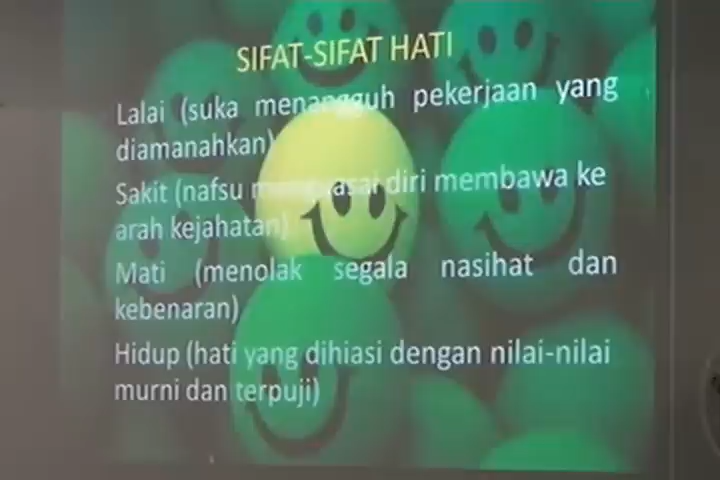 SIFAT-SIFAT HATI
Lalai (suka menangguh pekerjaan yang
diamanahkan)
Sakit (nafsu menguasai diri membawa ke
arah kejahatan)
Mati (menolak segala nasihat dan
kebenaran)
Hidup (hati yang dihiasi dengan nilai-nilai
murni dan terpuji)